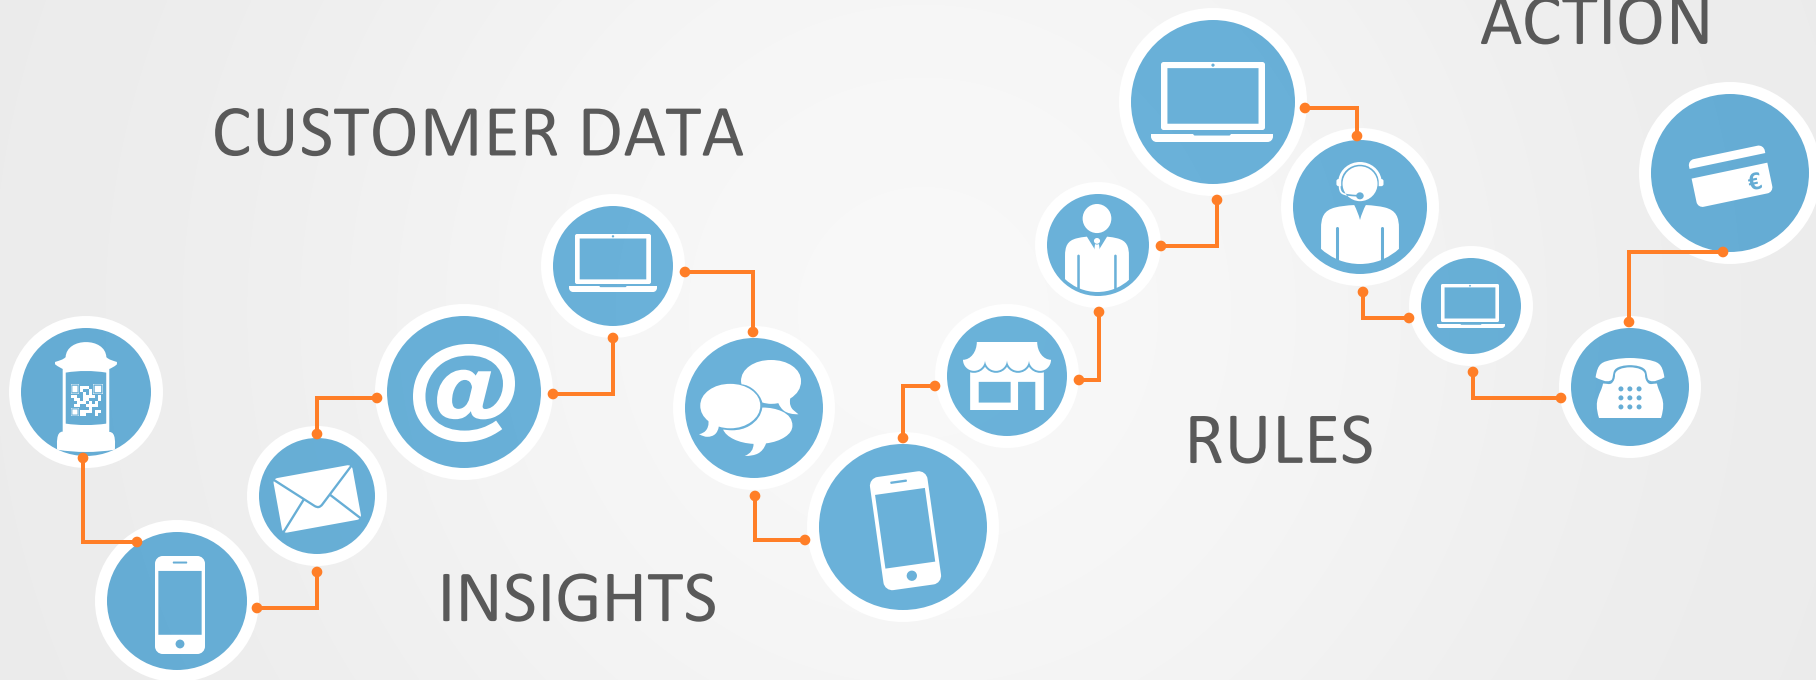 ACTION
CUSTOMER DATA
@
€
RULES
INSIGHTS